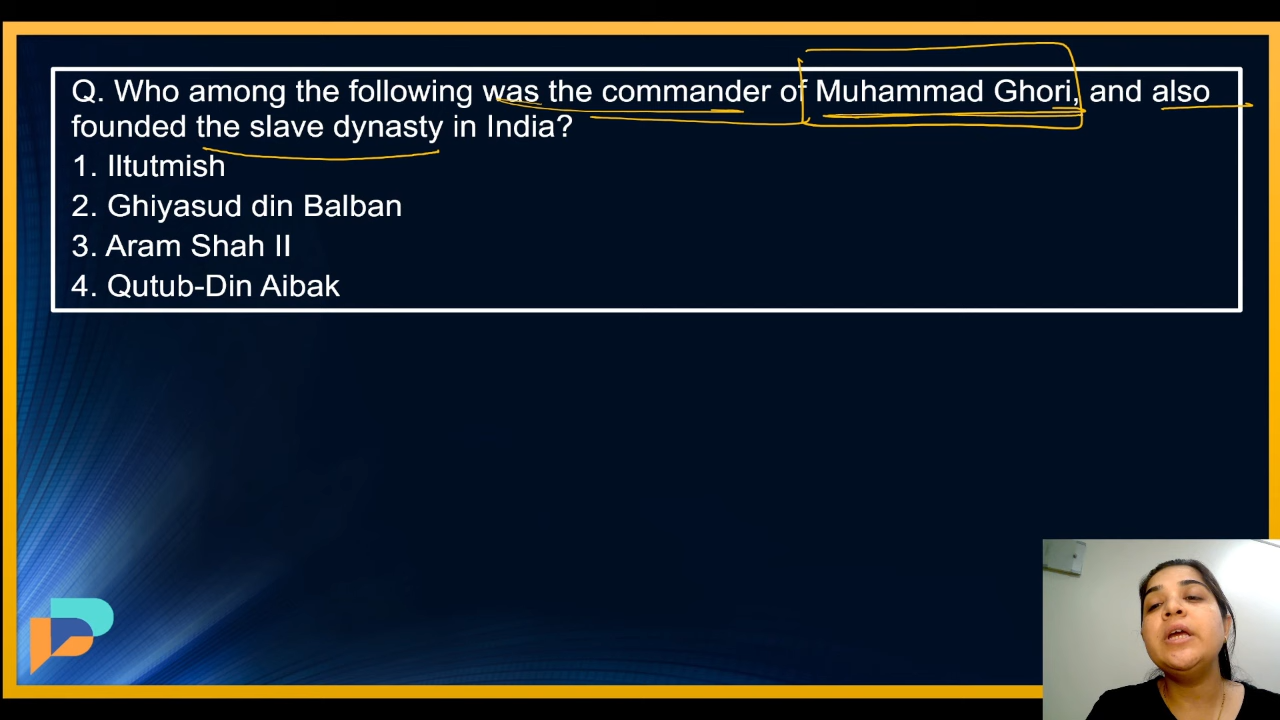 Q. Who among the following was the commander of Muhammad Ghori, and also
founded the slave dynasty in India?
1. Iltutmish
2. Ghiyasud din Balban
3. Aram Shah II
4. Qutub-Din Aibak